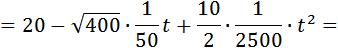 = 20 − √400 · 1/50 t + 10/2 · 1/2500 · t² =